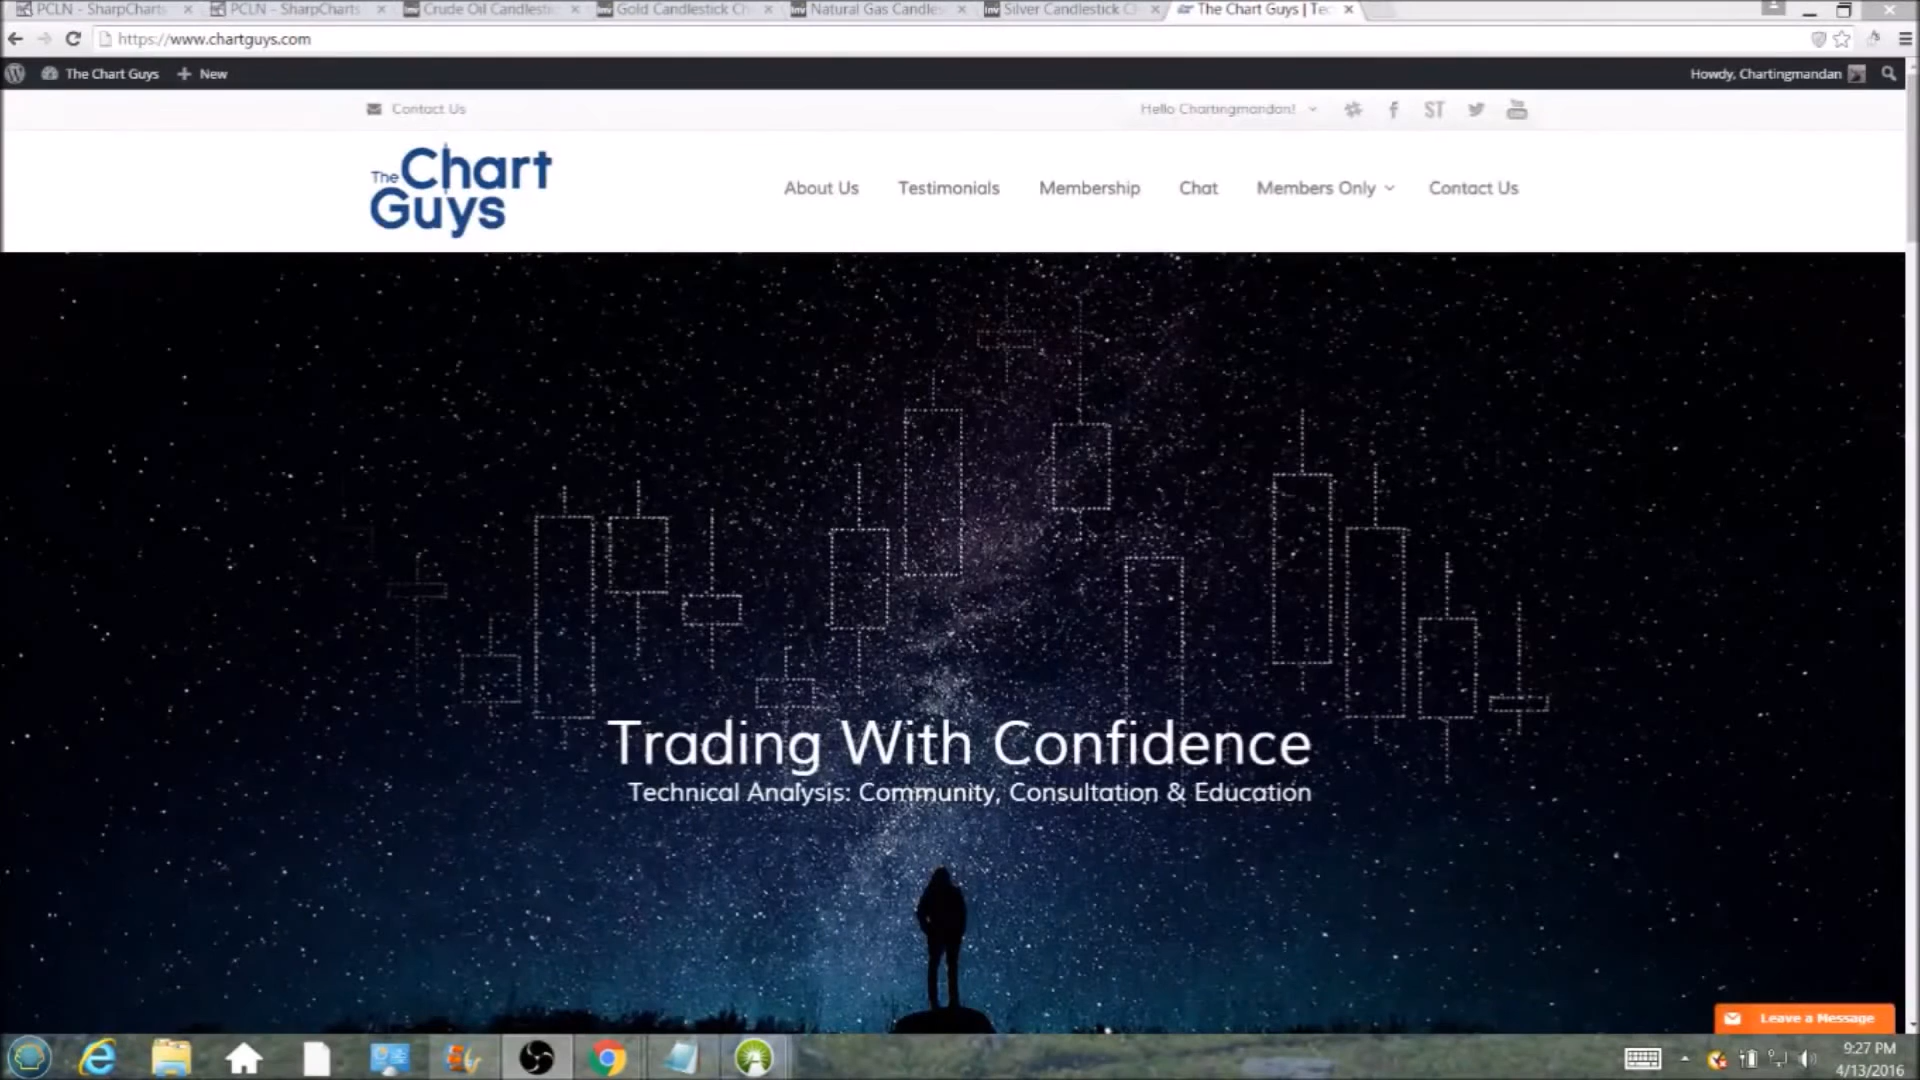 PCLN - SharpCharts
PCLN - SharpCharts
Crude Oil Candlestic
Gold Candlestick Ch
Natural Gas Candles
Silver Candlestick C
The Chart Guys | Tec
https://www.chartguys.com
The Chart Guys
New
Howdy, Chartingmandan
Contact Us
Hello Chartingmandan!
ST
The Chart Guys
About Us
Testimonials
Membership
Chat
Members Only
Contact Us
Trading With Confidence
Technical Analysis: Community, Consultation & Education
Leave a Message
9:27 PM
4/13/2016